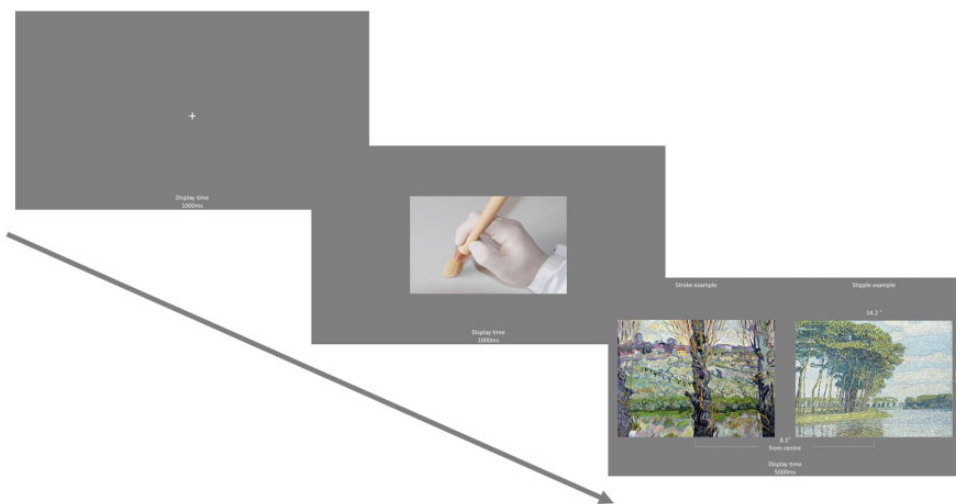 Display time
1000ms
Display time
1000ms
Stroke example
Stipple example
14.2 °
8.1°
from centre
Display time
5000ms